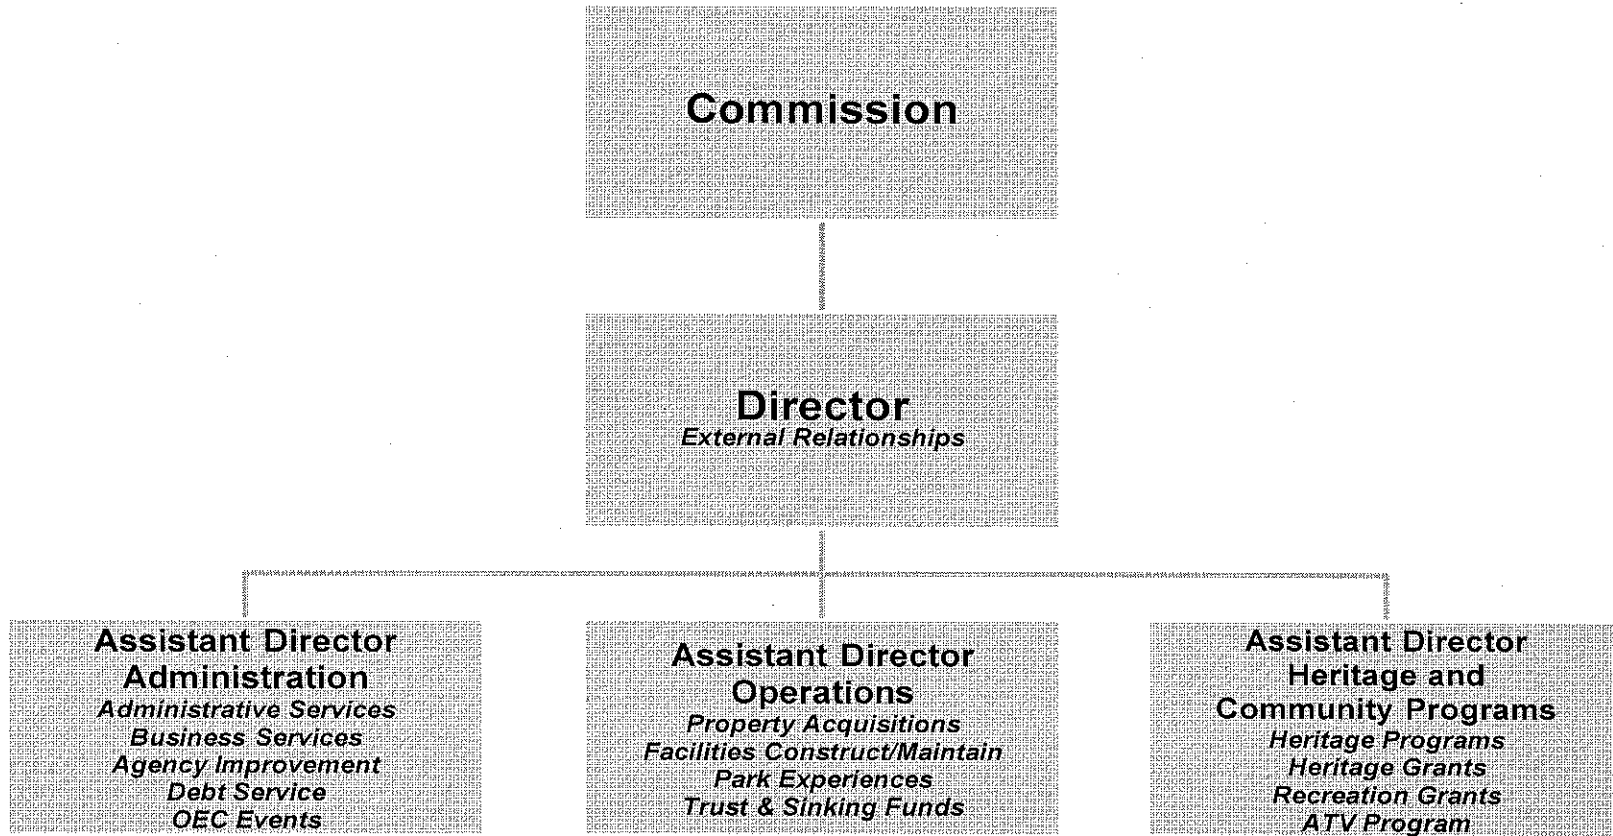 Commission
Director
External Relationships
Assistant Director
Administration
Administrative Services
Business Services
Agency Improvement
Debt Service
OEC Events
Assistant Director
Operations
Property Acquisitions
Facilities Construct/Maintain
Park Experiences
Trust & Sinking Funds
Assistant Director
Heritage and
Community Programs
Heritage Programs
Heritage Grants
Recreation Grants
ATV Program